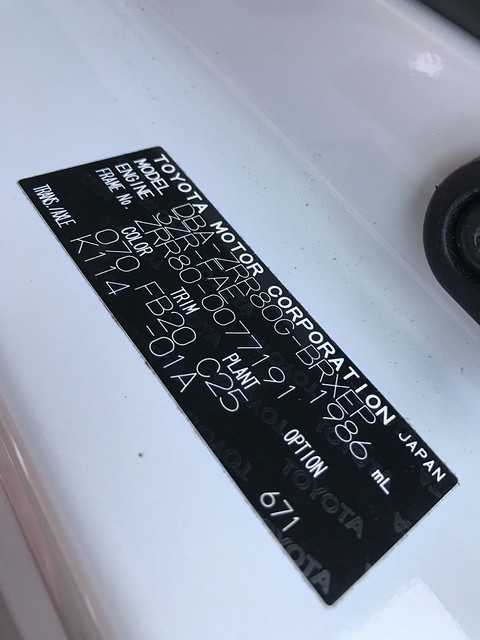 TOYOTA MOTOR CORPORATION JAPAN
MODEL DBA-ZRR80G-BRXEP
ENGINE 3ZR-FAE 1986 mL
FRAME No. ZRR80-0077191
COLOR TRIM PLANT OPTION
070 FB20 C25 671
TRANS./AXLE K114 -01A